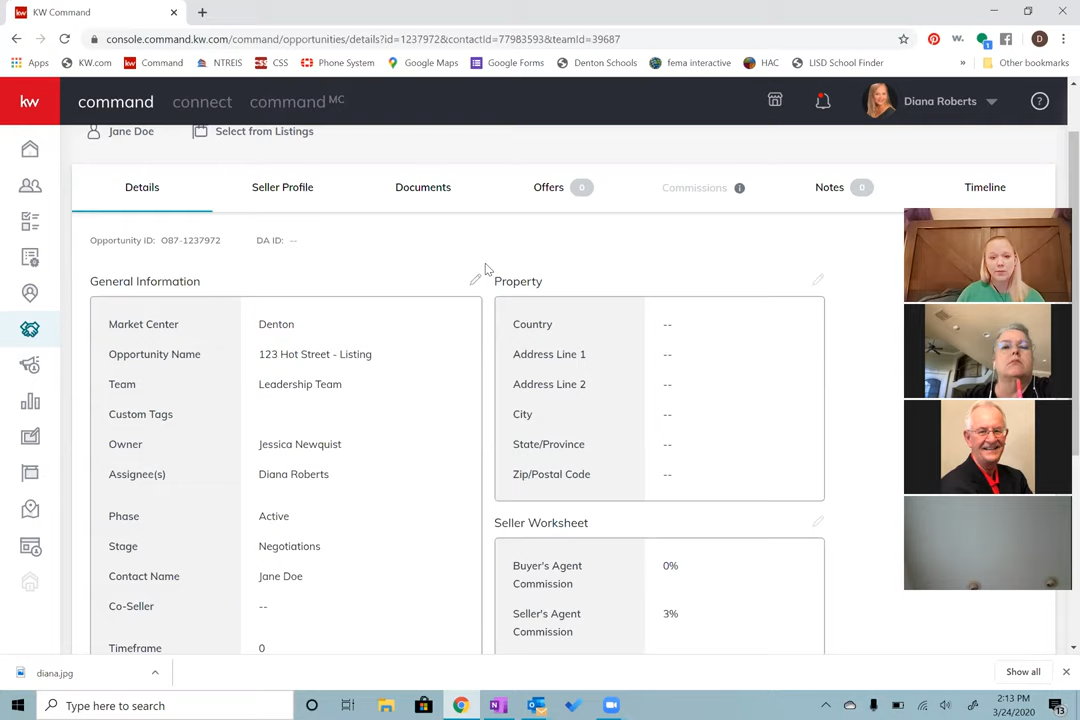 kw KW Command
console.command.kw.com/command/opportunities/details?id=1237972&contactId=77983593&teamId=39687
Apps KW.com kw Command NTREIS CSS CSS Phone System Google Maps Google Forms Denton Schools fema interactive HAC LISD School Finder » Other bookmarks
kw command connect command MC Diana Roberts ?
Jane Doe Select from Listings
Details Seller Profile Documents Offers 0 Commissions i Notes 0 Timeline
Opportunity ID: O87-1237972 DA ID: --
General Information
Market Center Denton
Opportunity Name 123 Hot Street - Listing
Team Leadership Team
Custom Tags
Owner Jessica Newquist
Assignee(s) Diana Roberts
Phase Active
Stage Negotiations
Contact Name Jane Doe
Co-Seller --
Timeframe 0
Property
Country --
Address Line 1 --
Address Line 2 --
City --
State/Province --
Zip/Postal Code --
Seller Worksheet
Buyer's Agent
Commission 0%
Seller's Agent
Commission 3%
diana.jpg Show all
Type here to search
2:13 PM
3/24/2020
13